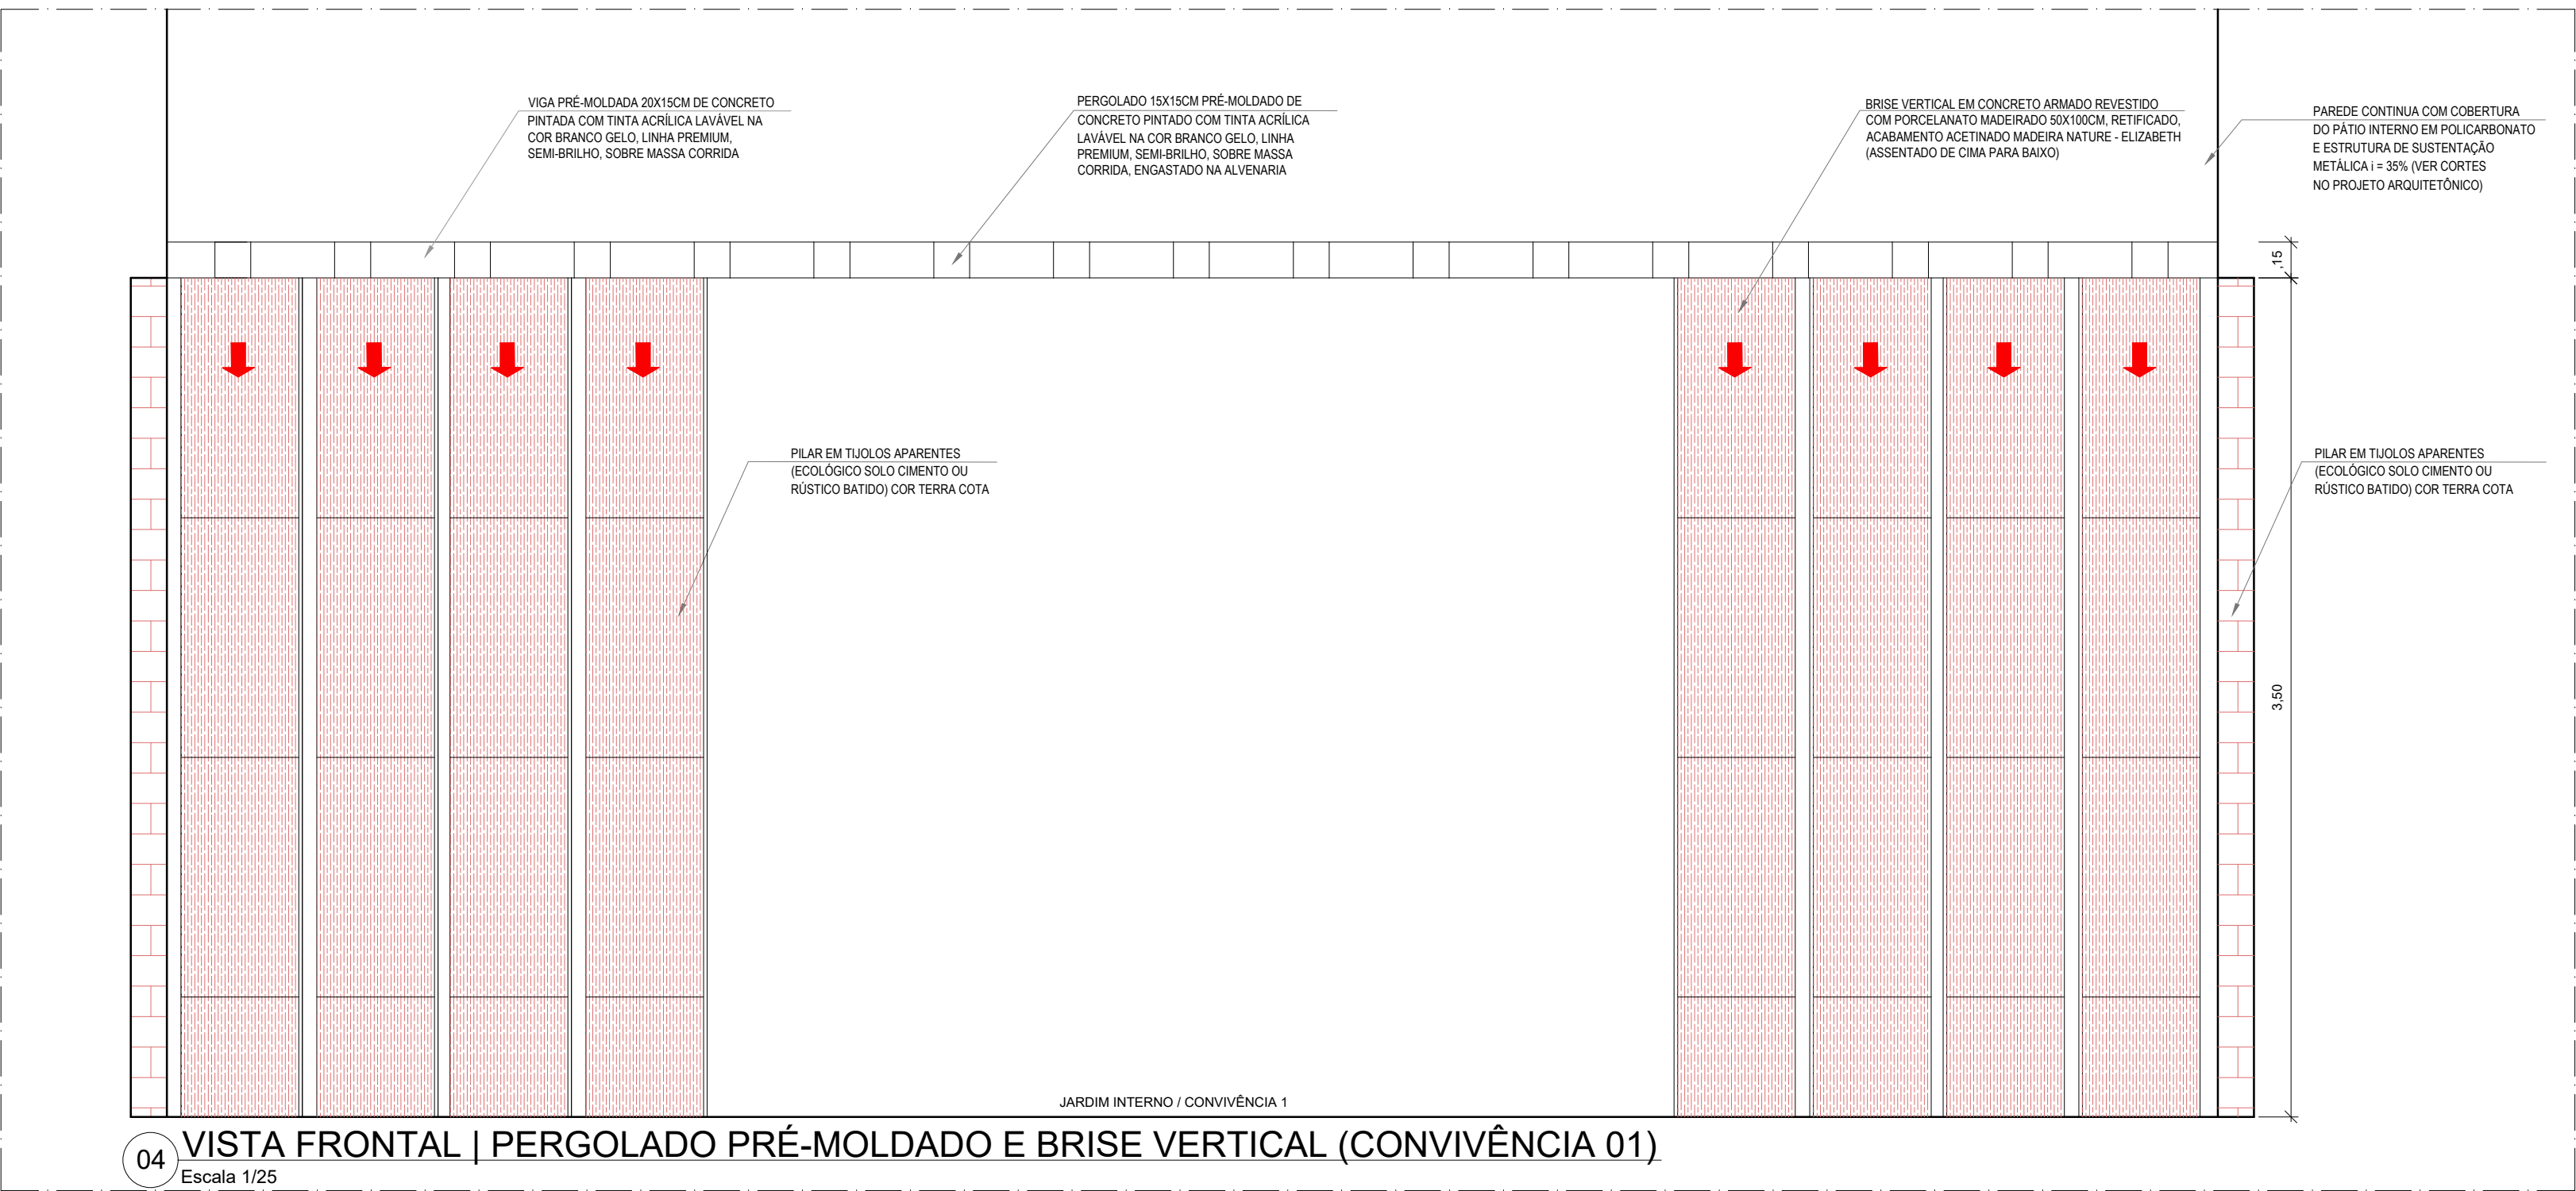 VIGA PRÉ-MOLDADA 20X15CM DE CONCRETO
PINTADA COM TINTA ACRÍLICA LAVÁVEL NA
COR BRANCO GELO, LINHA PREMIUM,
SEMI-BRILHO, SOBRE MASSA CORRIDA
PERGOLADO 15X15CM PRÉ-MOLDADO DE
CONCRETO PINTADO COM TINTA ACRÍLICA
LAVÁVEL NA COR BRANCO GELO, LINHA
PREMIUM, SEMI-BRILHO, SOBRE MASSA
CORRIDA, ENGASTADO NA ALVENARIA
BRISE VERTICAL EM CONCRETO ARMADO REVESTIDO
COM PORCELANATO MADEIRADO 50X100CM, RETIFICADO,
ACABAMENTO ACETINADO MADEIRA NATURE - ELIZABETH
(ASSENTADO DE CIMA PARA BAIXO)
PAREDE CONTINUA COM COBERTURA
DO PÁTIO INTERNO EM POLICARBONATO
E ESTRUTURA DE SUSTENTAÇÃO
METÁLICA i = 35% (VER CORTES
NO PROJETO ARQUITETÔNICO)
,15
PILAR EM TIJOLOS APARENTES
(ECOLÓGICO SOLO CIMENTO OU
RÚSTICO BATIDO) COR TERRA COTA
PILAR EM TIJOLOS APARENTES
(ECOLÓGICO SOLO CIMENTO OU
RÚSTICO BATIDO) COR TERRA COTA
3,50
JARDIM INTERNO / CONVIVÊNCIA 1
04 VISTA FRONTAL | PERGOLADO PRÉ-MOLDADO E BRISE VERTICAL (CONVIVÊNCIA 01)
Escala 1/25